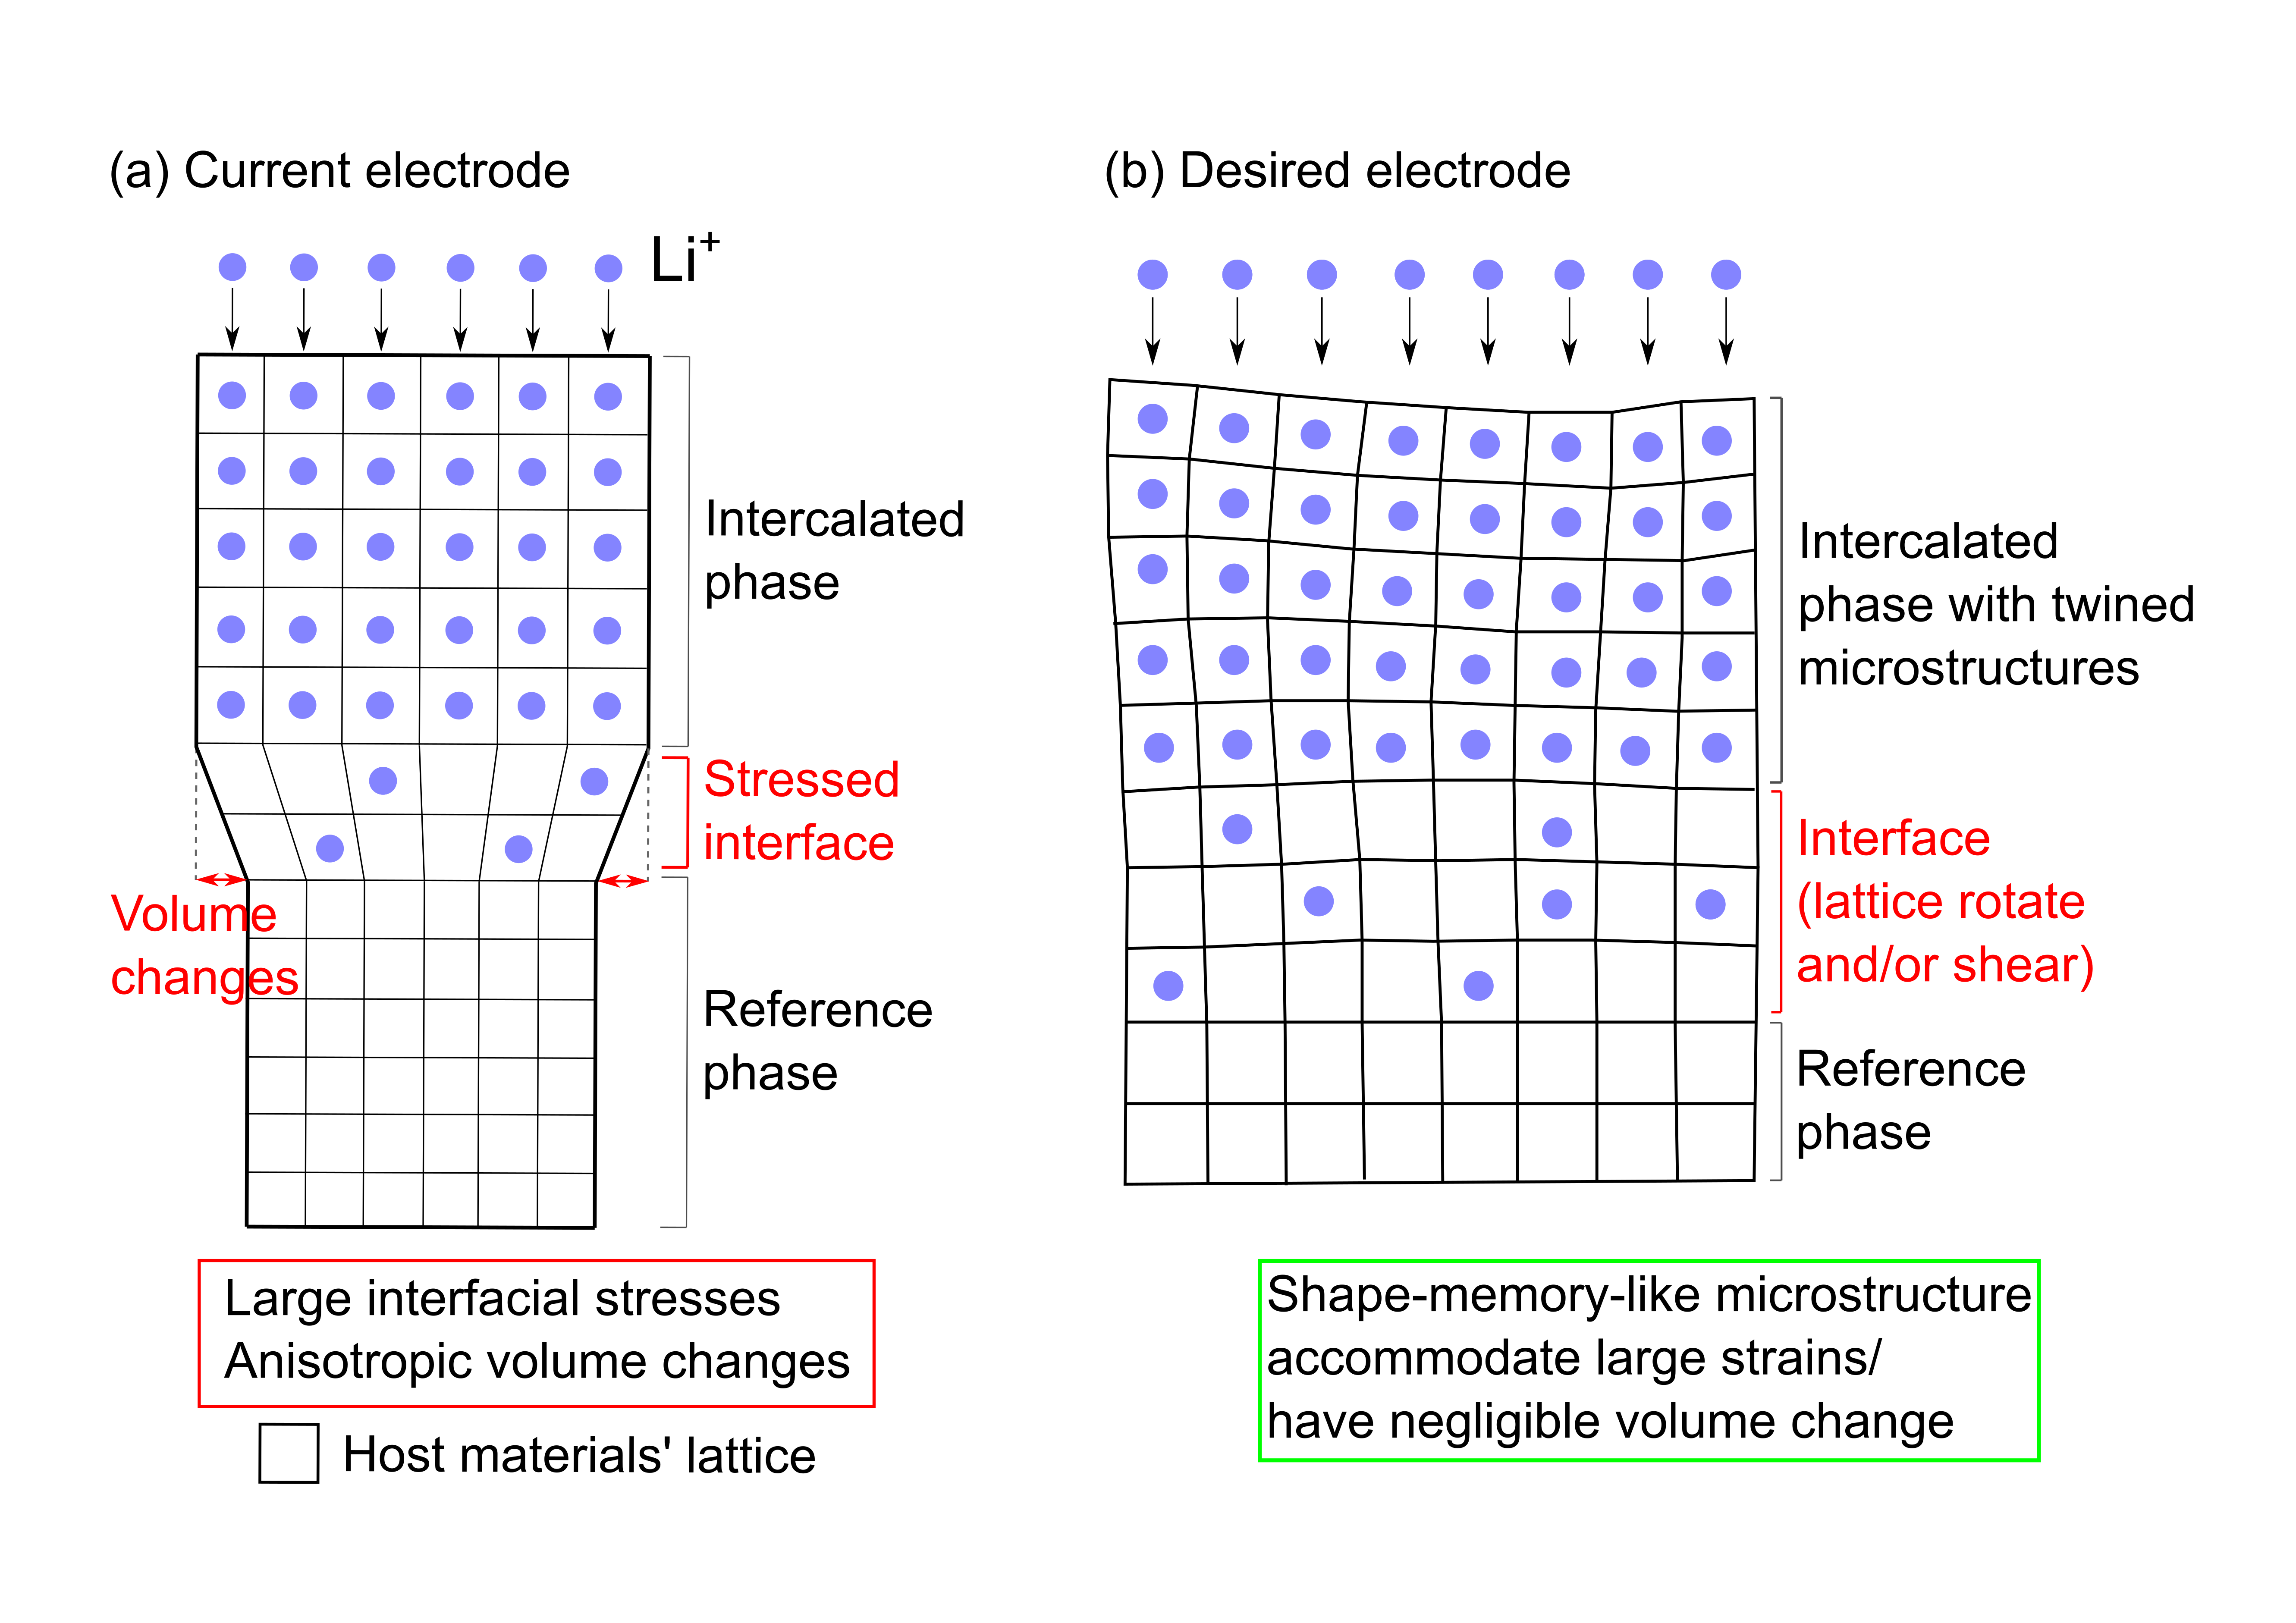 (a) Current electrode
Li+
Intercalated
phase
Stressed
interface
Volume
changes
Reference
phase
Large interfacial stresses
Anisotropic volume changes
Host materials' lattice
(b) Desired electrode
Intercalated
phase with twined
microstructures
Interface
(lattice rotate
and/or shear)
Reference
phase
Shape-memory-like microstructure
accommodate large strains/
have negligible volume change